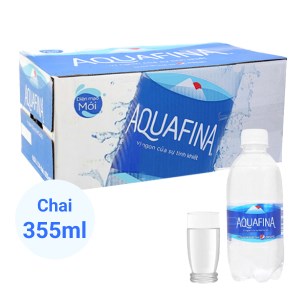 Diện mạo
Mới
AQUAFINA
Vị ngon của sự tinh khiết
AQUAFINA
Chai
355ml